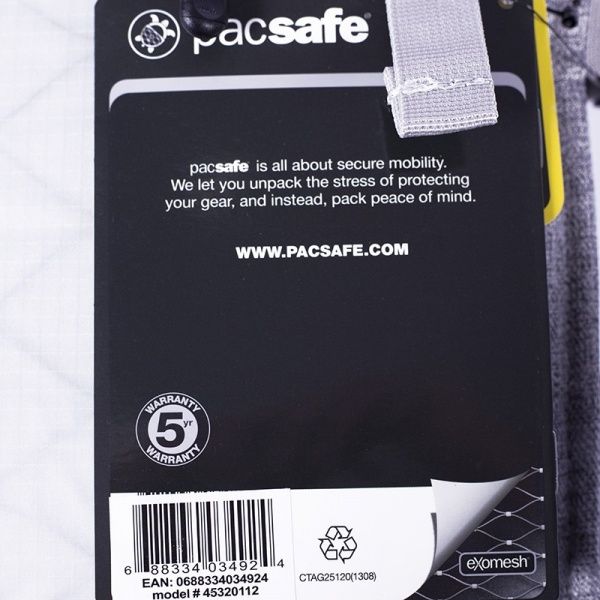 pacsafe
pacsafe is all about secure mobility.
We let you unpack the stress of protecting
your gear, and instead, pack peace of mind.
WWW.PACSAFE.COM
WARRANTY
5yr
WARRANTY
6 88334 03492 4
EAN: 0688334034924
model # 45320112
CTAG25120(1308)
eXomesh